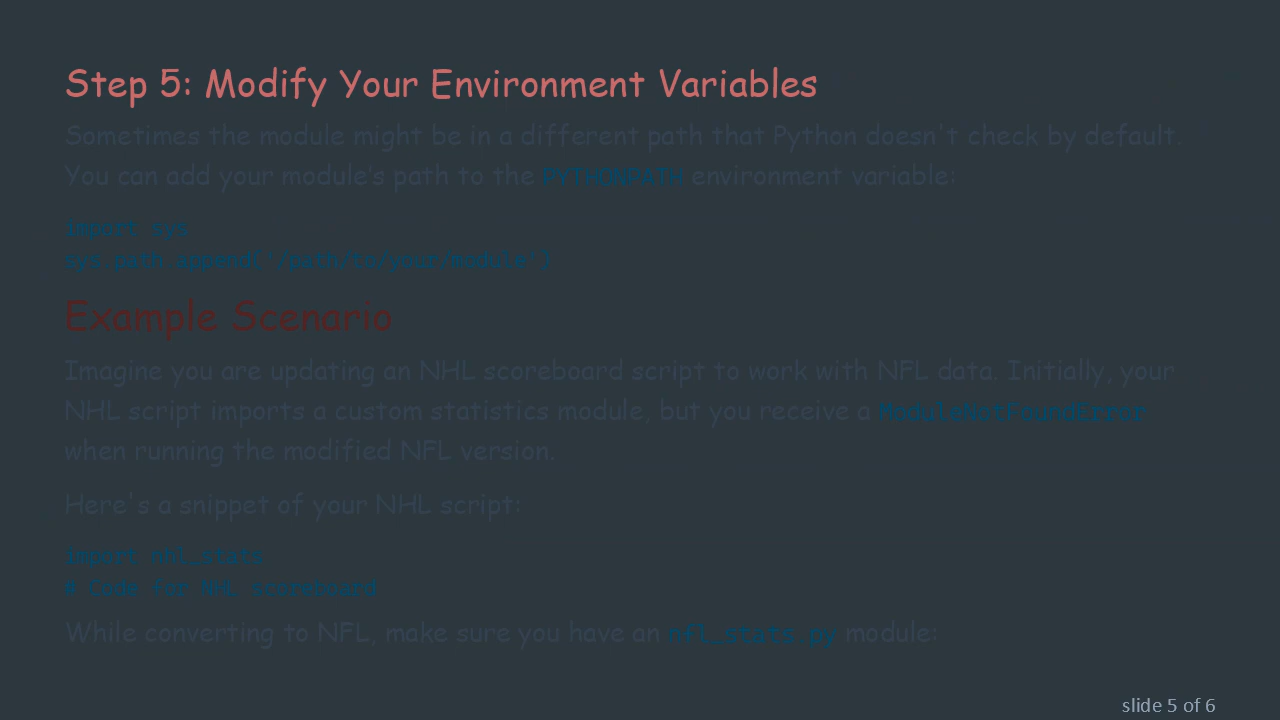 Step 5: Modify Your Environment Variables
Sometimes the module might be in a different path that Python doesn't check by default.
You can add your module's path to the PYTHONPATH environment variable:
import sys
sys.path.append('/path/to/your/module')
Example Scenario
Imagine you are updating an NHL scoreboard script to work with NFL data. Initially, your
NHL script imports a custom statistics module, but you receive a ModuleNotFoundError
when running the modified NFL version.
Here's a snippet of your NHL script:
import nhl_stats
# Code for NHL scoreboard
While converting to NFL, make sure you have an nfl_stats.py module:
slide 5 of 6